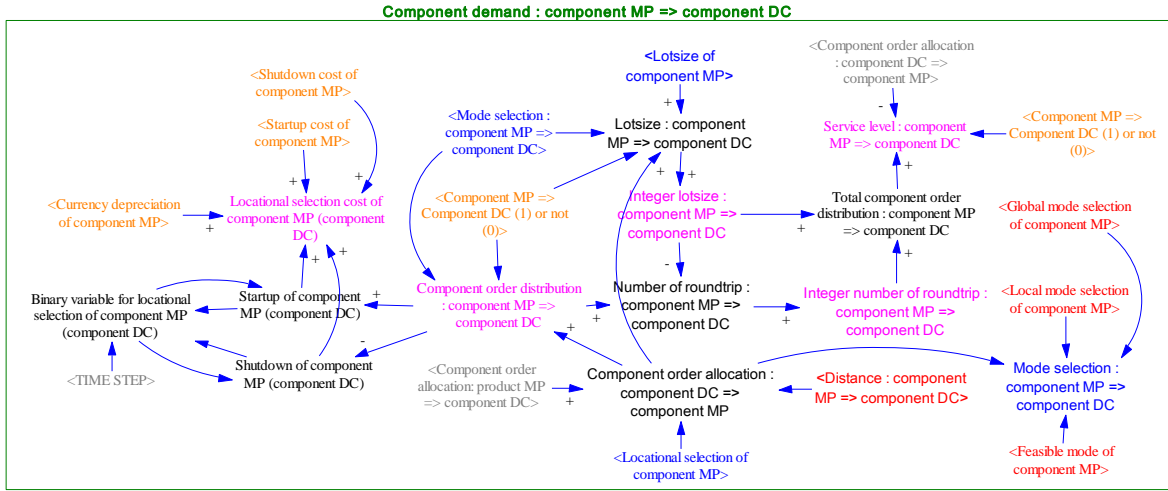 Component demand : component MP => component DC
<Shutdown cost of
component MP>
<Startup cost of
component MP>
<Currency depreciation
of component MP>
Locational selection cost of
component MP (component
DC)
Binary variable for locational
selection of component MP
(component DC)
<TIME STEP>
Startup of component
MP (component DC)
Shutdown of component
MP (component DC)
<Mode selection :
component MP =>
component DC>
<Component MP =>
Component DC (1) or not
(0)>
Component order distribution
: component MP =>
component DC
<Component order
allocation: product MP
=> component DC>
<Lotsize of
component MP>
Lotsize : component
MP => component DC
Integer lotsize :
component MP =>
component DC
Number of roundtrip :
component MP =>
component DC
Component order allocation :
component DC =>
component MP
<Locational selection of
component MP>
<Component order allocation
: component DC =>
component MP>
Service level : component
MP => component DC
<Component MP =>
Component DC (1) or not
(0)>
Total component order
distribution : component MP
=> component DC
Integer number of roundtrip :
component MP =>
component DC
<Distance : component
MP => component DC>
<Global mode selection
of component MP>
<Local mode selection
of component MP>
Mode selection :
component MP =>
component DC
<Feasible mode of
component MP>